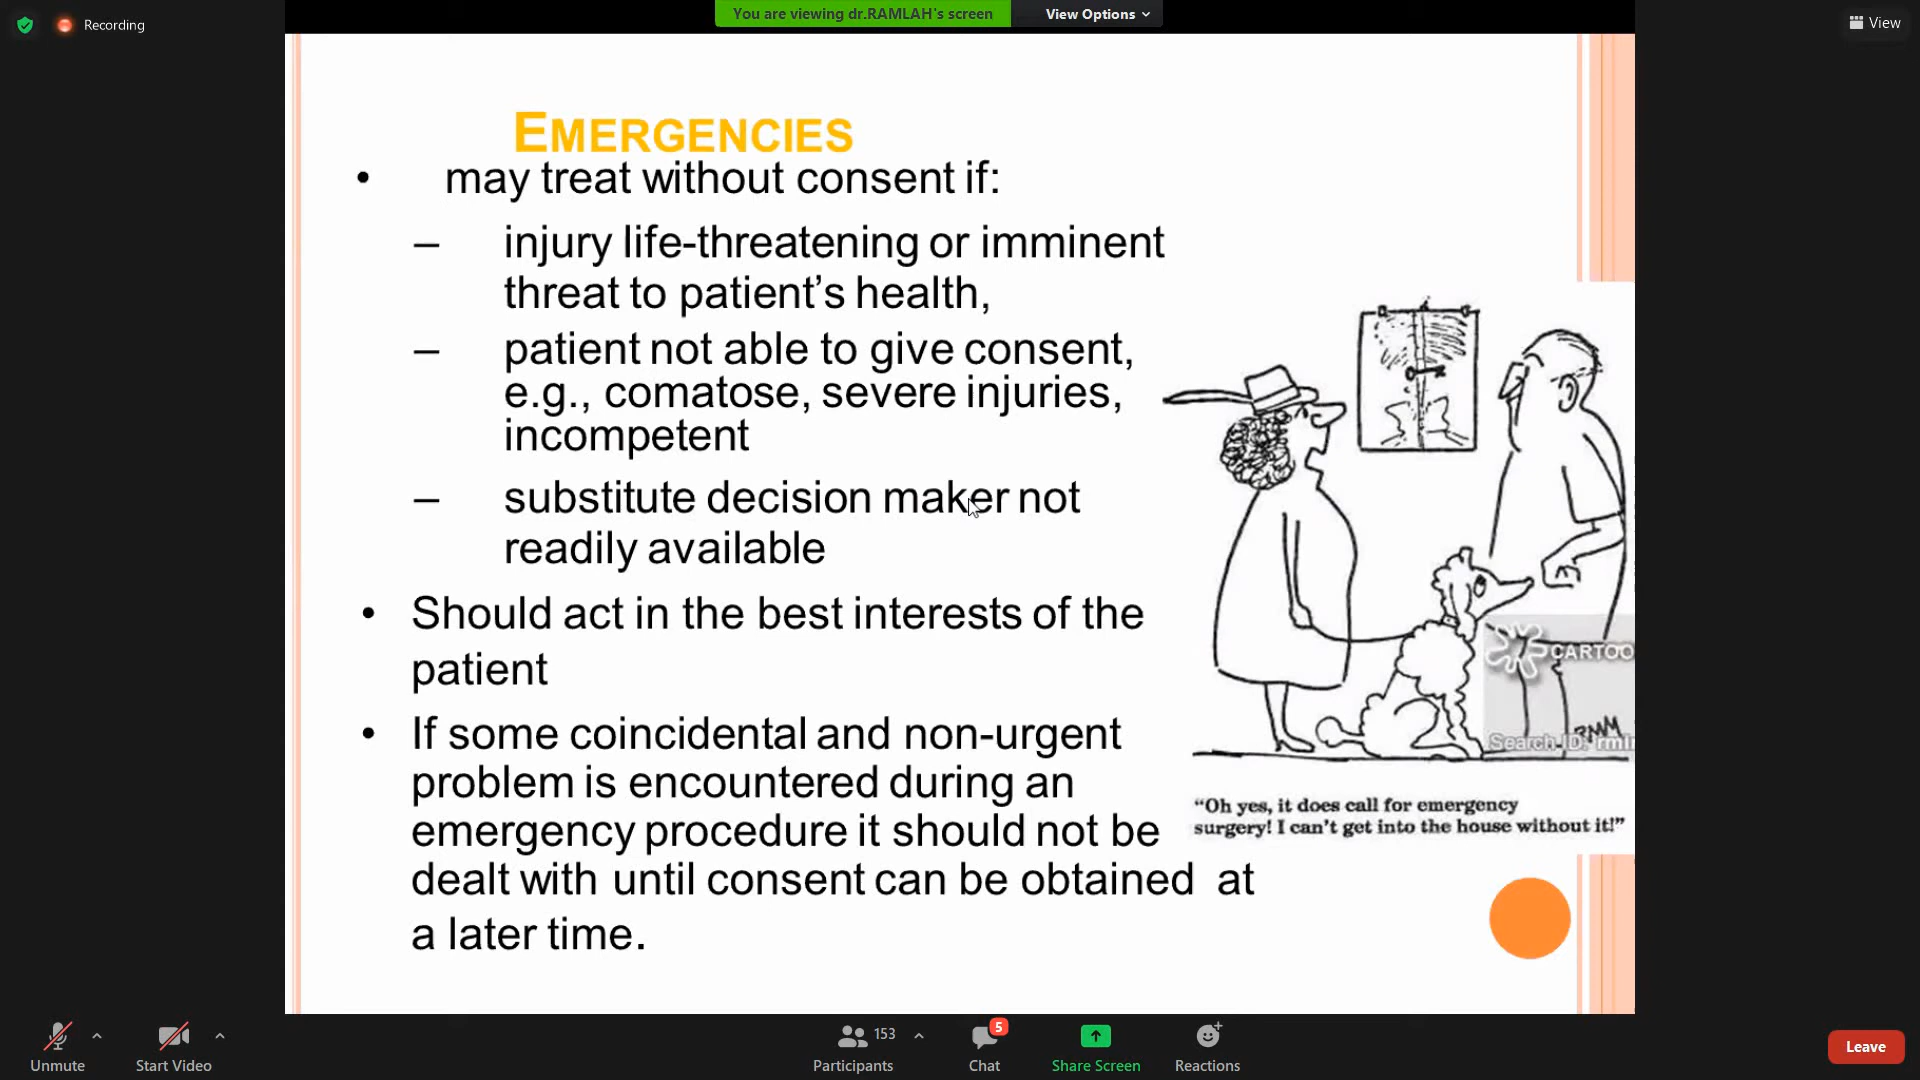 Recording
You are viewing dr.RAMLAH's screen
View Options
View
EMERGENCIES
• may treat without consent if:
– injury life-threatening or imminent
threat to patient’s health,
– patient not able to give consent,
e.g., comatose, severe injuries,
incompetent
– substitute decision maker not
readily available
• Should act in the best interests of the
patient
• If some coincidental and non-urgent
problem is encountered during an
emergency procedure it should not be
dealt with until consent can be obtained at
a later time.
CARTOO
Search ID:
“Oh yes, it does call for emergency
surgery! I can’t get into the house without it!”
Unmute
Start Video
153
Participants
5
Chat
Share Screen
Reactions
Leave